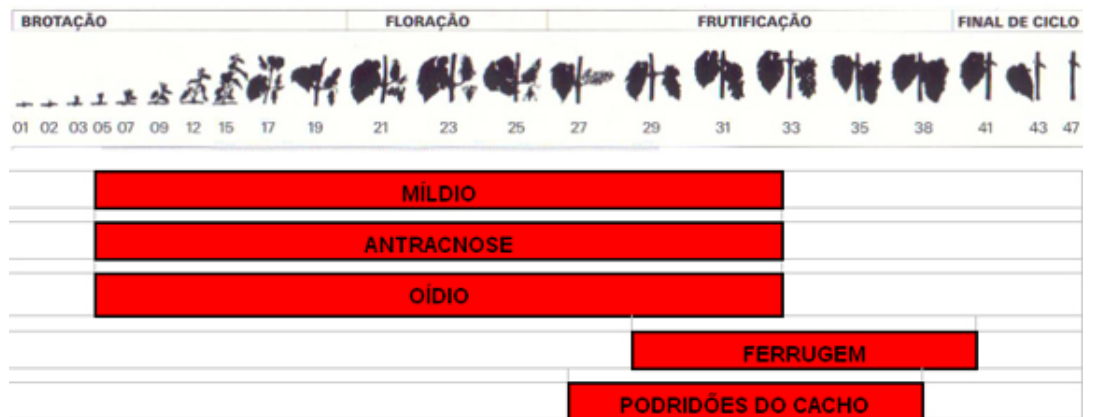 BROTAÇÃO FLORAÇÃO FRUTIFICAÇÃO FINAL DE CICLO
01 02 03 05 07 09 12 15 17 19 21 23 25 27 29 31 33 35 38 41 43 47
MÍLDIO
ANTRACNOSE
OÍDIO
FERRUGEM
PODRIDÕES DO CACHO